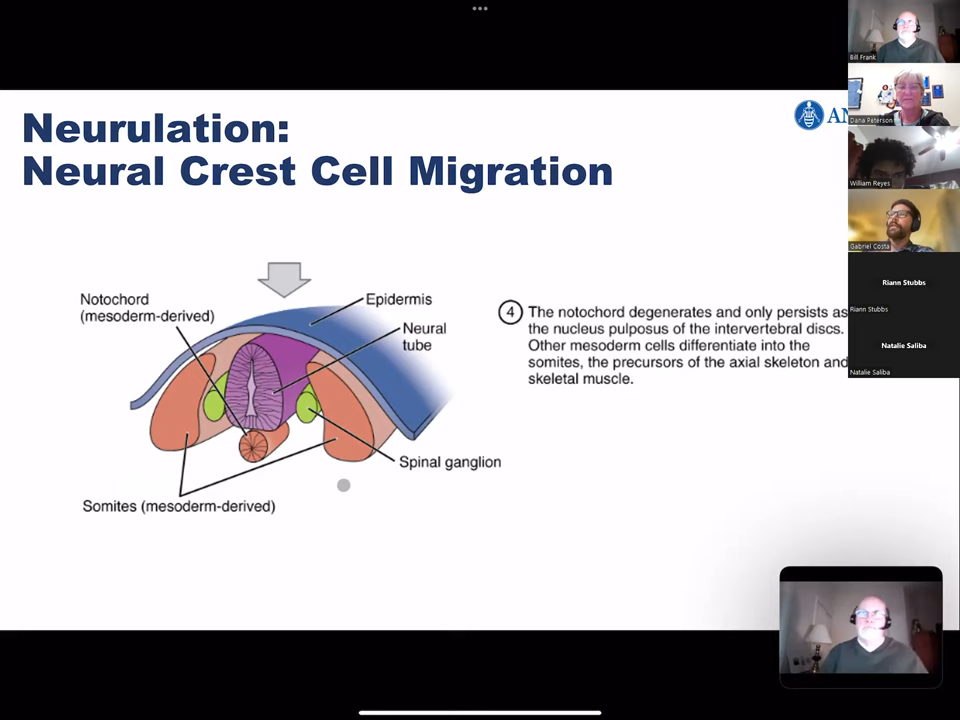 Neurulation:
Neural Crest Cell Migration
AN
Notochord
(mesoderm-derived)
Epidermis
Neural
tube
Spinal ganglion
Somites (mesoderm-derived)
4
The notochord degenerates and only persists as
the nucleus pulposus of the intervertebral discs.
Other mesoderm cells differentiate into the
somites, the precursors of the axial skeleton and
skeletal muscle.
Bill Frank
Dana Peterson
William Reyes
Gabriel Costa
Riann Stubbs
Riann Stubbs
Natalie Saliba
Natalie Saliba